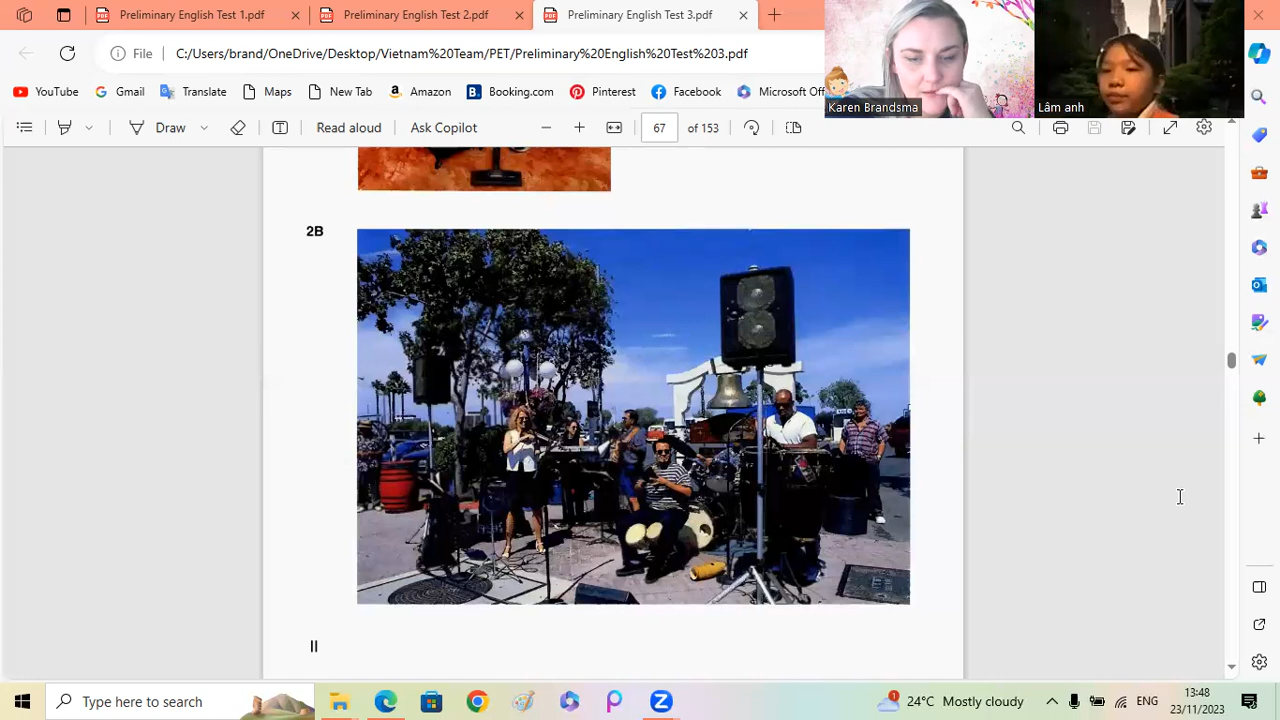 Preliminary English Test 1.pdf
Preliminary English Test 2.pdf
Preliminary English Test 3.pdf
File
C:/Users/brand/OneDrive/Desktop/Vietnam%20Team/PET/Preliminary%20English%20Test%203.pdf
YouTube
Gmail
Translate
Maps
New Tab
Amazon
Booking.com
Pinterest
Facebook
Microsoft Off
Karen Brandsma
Lâm anh
Draw
Read aloud
Ask Copilot
67
of 153
2B
II
Type here to search
1
24°C Mostly cloudy
ENG
13:48
23/11/2023